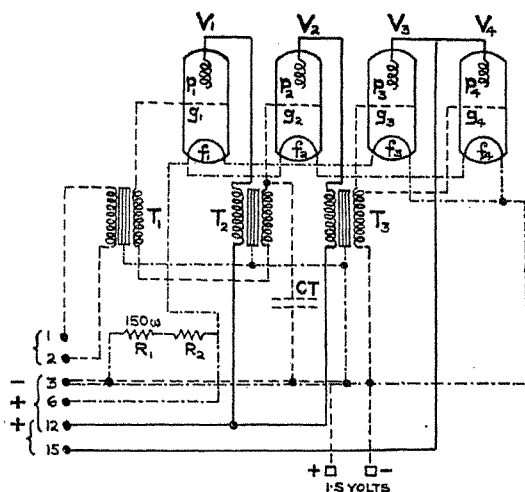 V₁ V₂ V₃ V₄
p₁ p₂ p₃ p₄
g₁ g₂ g₃ g₄
f₁ f₂ f₃ f₄
T₁ T₂ T₃
CT
150ω
R₁ R₂
1
2
- 3
+ 6
+ 12
15
+ -
1·5 VOLTS